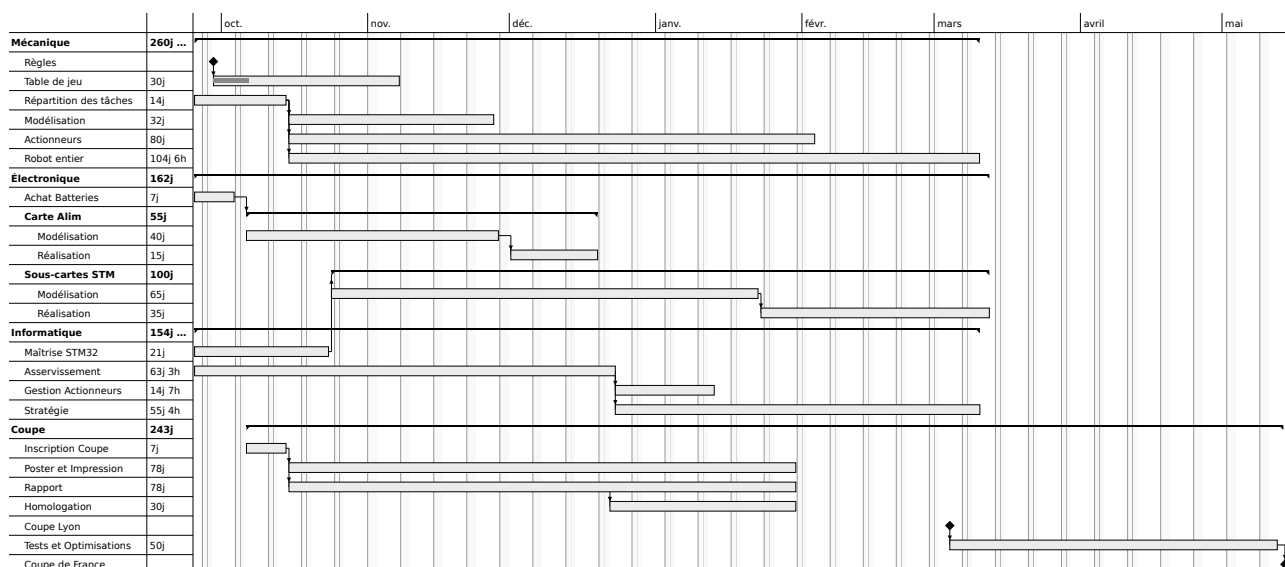 oct. nov. déc. janv. févr. mars avril mai
Mécanique 260j ...
Règles
Table de jeu 30j
Répartition des tâches 14j
Modélisation 32j
Actionneurs 80j
Robot entier 104j 6h
Électronique 162j
Achat Batteries 7j
Carte Alim 55j
Modélisation 40j
Réalisation 15j
Sous-cartes STM 100j
Modélisation 65j
Réalisation 35j
Informatique 154j ...
Maîtrise STM32 21j
Asservissement 63j 3h
Gestion Actionneurs 14j 7h
Stratégie 55j 4h
Coupe 243j
Inscription Coupe 7j
Poster et Impression 78j
Rapport 78j
Homologation 30j
Coupe Lyon
Tests et Optimisations 50j
Coupe de France